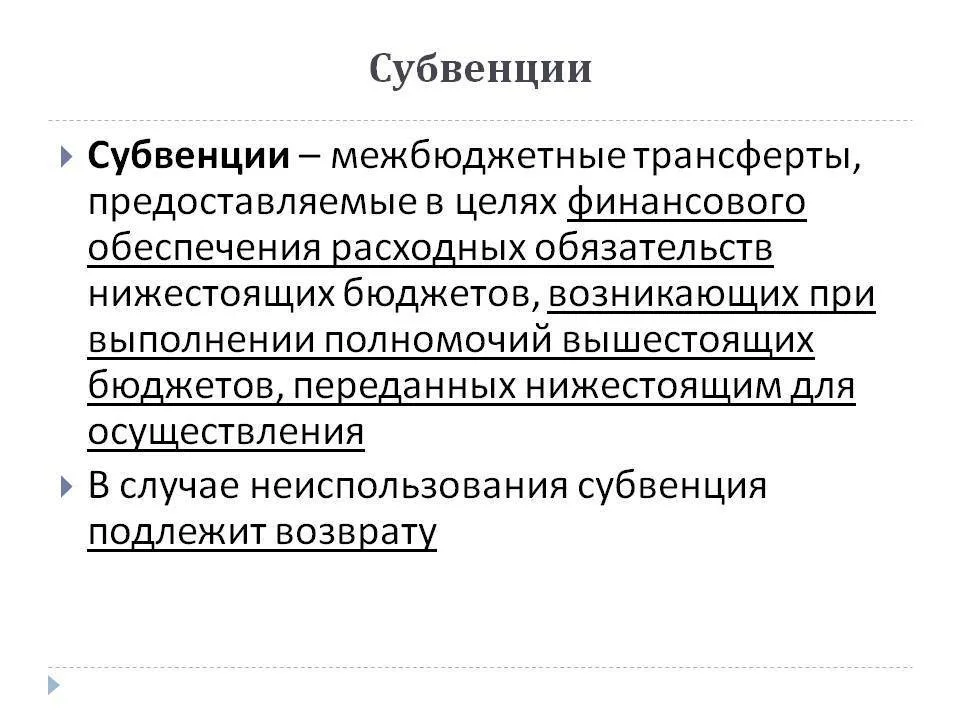 Субвенции
Субвенции – межбюджетные трансферты,
предоставляемые в целях финансового
обеспечения расходных обязательств
нижестоящих бюджетов, возникающих при
выполнении полномочий вышестоящих
бюджетов, переданных нижестоящим для
осуществления
В случае неиспользования субвенция
подлежит возврату